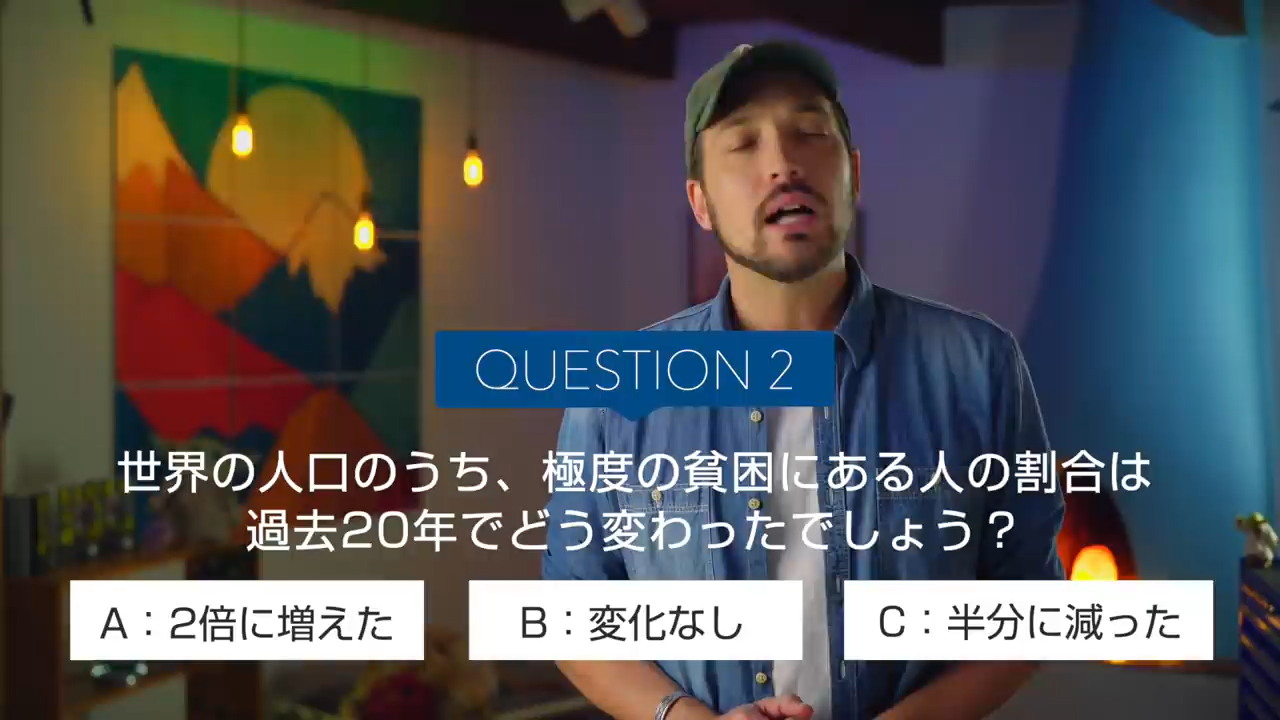 QUESTION 2
世界の人口のうち、極度の貧困にある人の割合は
過去20年でどう変わったでしょう？
A：2倍に増えた
B：変化なし
C：半分に減った